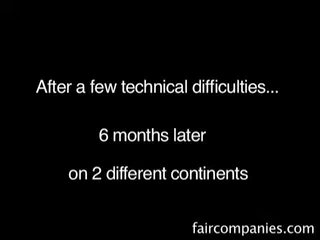 After a few technical difficulties...
6 months later
on 2 different continents
faircompanies.com